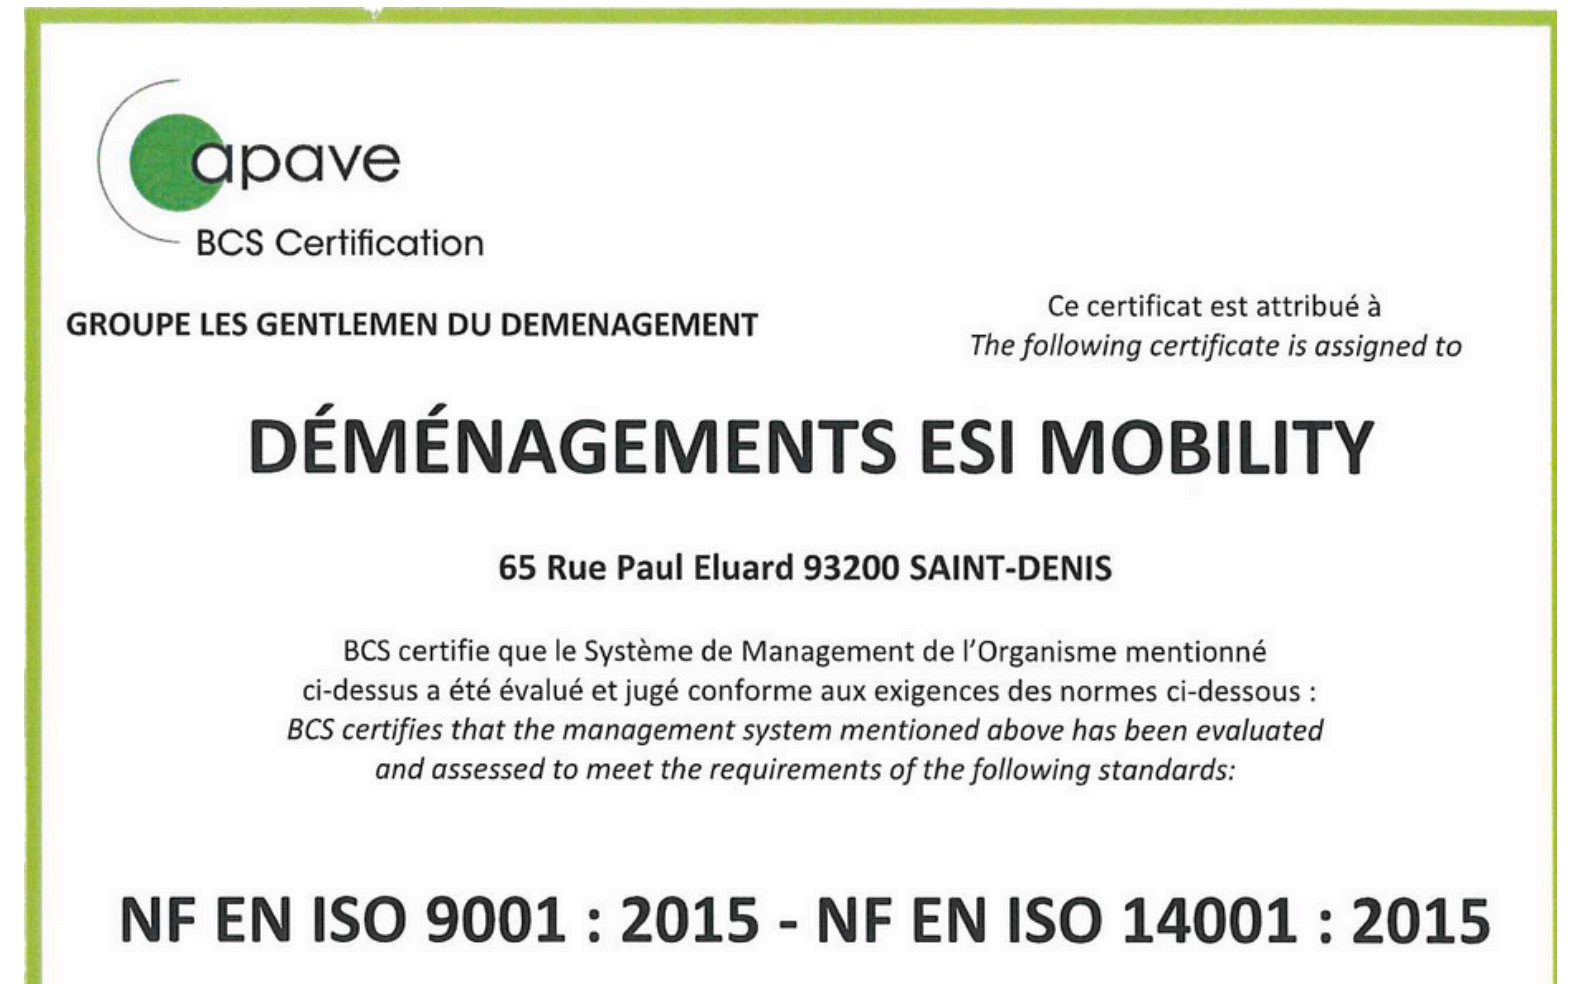 apave
BCS Certification
GROUPE LES GENTLEMEN DU DEMENAGEMENT
Ce certificat est attribué à
The following certificate is assigned to
DÉMÉNAGEMENTS ESI MOBILITY
65 Rue Paul Eluard 93200 SAINT-DENIS
BCS certifie que le Système de Management de l'Organisme mentionné
ci-dessus a été évalué et jugé conforme aux exigences des normes ci-dessous :
BCS certifies that the management system mentioned above has been evaluated
and assessed to meet the requirements of the following standards:
NF EN ISO 9001 : 2015 - NF EN ISO 14001 : 2015